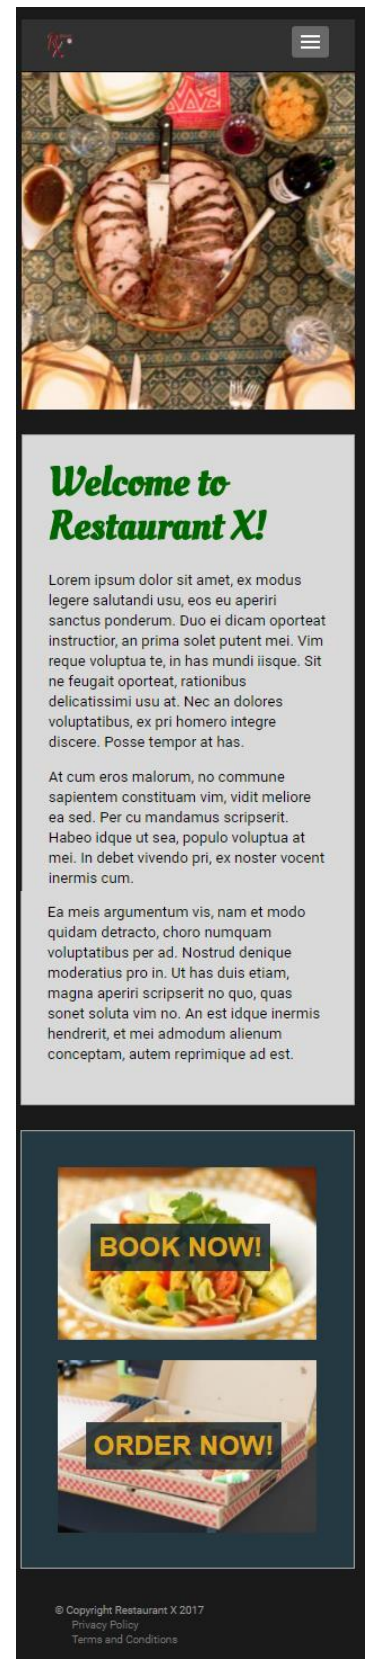 Welcome to
Restaurant X!
Lorem ipsum dolor sit amet, ex modus
legere salutandi usu, eos eu aperiri
sanctus ponderum. Duo ei dicam oporteat
instructior, an prima solet putent mei. Vim
reque voluptua te, in has mundi iisque. Sit
ne feugait oporteat, rationibus
delicatissimi usu at. Nec an dolores
voluptatibus, ex pri homero integre
discere. Posse tempor at has.
At cum eros malorum, no commune
sapientem constituam vim, vidit meliore
ea sed. Per cu mandamus scripserit.
Habeo idque ut sea, populo voluptua at
mei. In debet vivendo pri, ex noster vocent
inermis cum.
Ea meis argumentum vis, nam et modo
quidam detracto, choro numquam
voluptatibus per ad. Nostrud denique
moderatius pro in. Ut has duis etiam,
magna aperiri scripserit no quo, quas
sonet soluta vim no. An est idque inermis
hendrerit, et mei admodum alienum
conceptam, autem reprimique ad est.
BOOK NOW!
ORDER NOW!
© Copyright Restaurant X 2017
Privacy Policy
Terms and Conditions